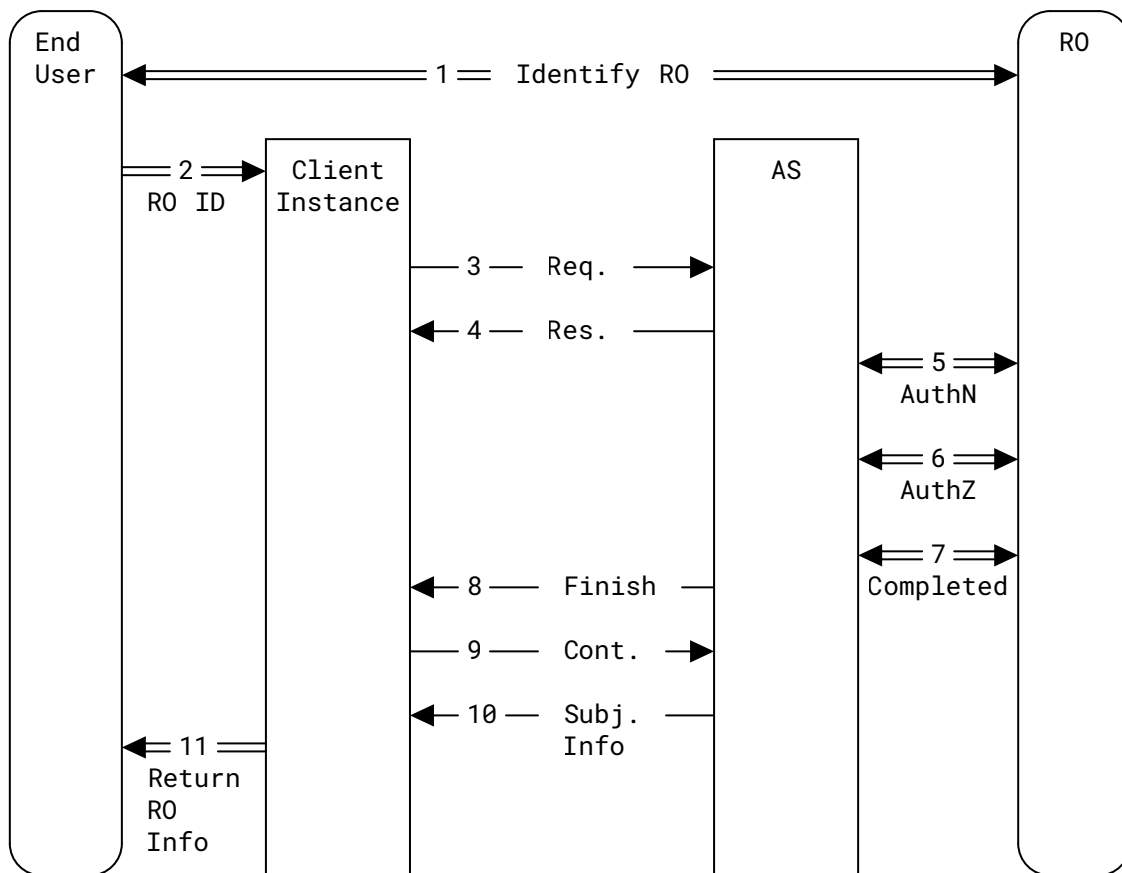 End
User
RO
1 Identify RO
2
RO ID
Client
Instance
AS
3 Req.
4 Res.
5
AuthN
6
AuthZ
7
Completed
8 Finish
9 Cont.
10 Subj.
Info
11
Return
RO
Info